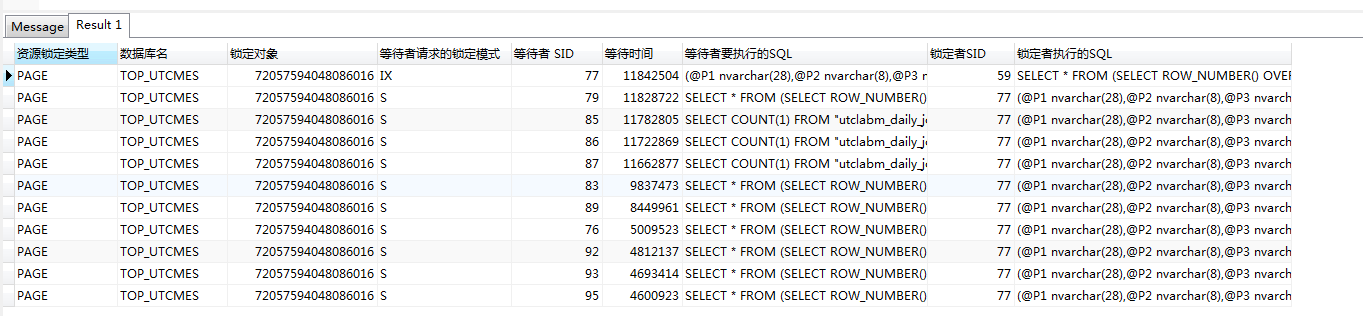 Message Result 1
资源锁定类型 数据库名 锁定对象 等待者请求的锁定模式 等待者 SID 等待时间 等待者要执行的SQL 锁定者SID 锁定者执行的SQL
PAGE TOP_UTCMES 72057594048086016 IX 77 11842504 (@P1 nvarchar(28),@P2 nvarchar(8),@P3 n 59 SELECT * FROM (SELECT ROW_NUMBER() OVER
PAGE TOP_UTCMES 72057594048086016 S 79 11828722 SELECT * FROM (SELECT ROW_NUMBER() 77 (@P1 nvarchar(28),@P2 nvarchar(8),@P3 nvarch
PAGE TOP_UTCMES 72057594048086016 S 85 11782805 SELECT COUNT(1) FROM "utclabm_daily_jo 77 (@P1 nvarchar(28),@P2 nvarchar(8),@P3 nvarch
PAGE TOP_UTCMES 72057594048086016 S 86 11722869 SELECT COUNT(1) FROM "utclabm_daily_jo 77 (@P1 nvarchar(28),@P2 nvarchar(8),@P3 nvarch
PAGE TOP_UTCMES 72057594048086016 S 87 11662877 SELECT COUNT(1) FROM "utclabm_daily_jo 77 (@P1 nvarchar(28),@P2 nvarchar(8),@P3 nvarch
PAGE TOP_UTCMES 72057594048086016 S 83 9837473 SELECT * FROM (SELECT ROW_NUMBER() 77 (@P1 nvarchar(28),@P2 nvarchar(8),@P3 nvarch
PAGE TOP_UTCMES 72057594048086016 S 89 8449961 SELECT * FROM (SELECT ROW_NUMBER() 77 (@P1 nvarchar(28),@P2 nvarchar(8),@P3 nvarch
PAGE TOP_UTCMES 72057594048086016 S 76 5009523 SELECT * FROM (SELECT ROW_NUMBER() 77 (@P1 nvarchar(28),@P2 nvarchar(8),@P3 nvarch
PAGE TOP_UTCMES 72057594048086016 S 92 4812137 SELECT * FROM (SELECT ROW_NUMBER() 77 (@P1 nvarchar(28),@P2 nvarchar(8),@P3 nvarch
PAGE TOP_UTCMES 72057594048086016 S 93 4693414 SELECT * FROM (SELECT ROW_NUMBER() 77 (@P1 nvarchar(28),@P2 nvarchar(8),@P3 nvarch
PAGE TOP_UTCMES 72057594048086016 S 95 4600923 SELECT * FROM (SELECT ROW_NUMBER() 77 (@P1 nvarchar(28),@P2 nvarchar(8),@P3 nvarch